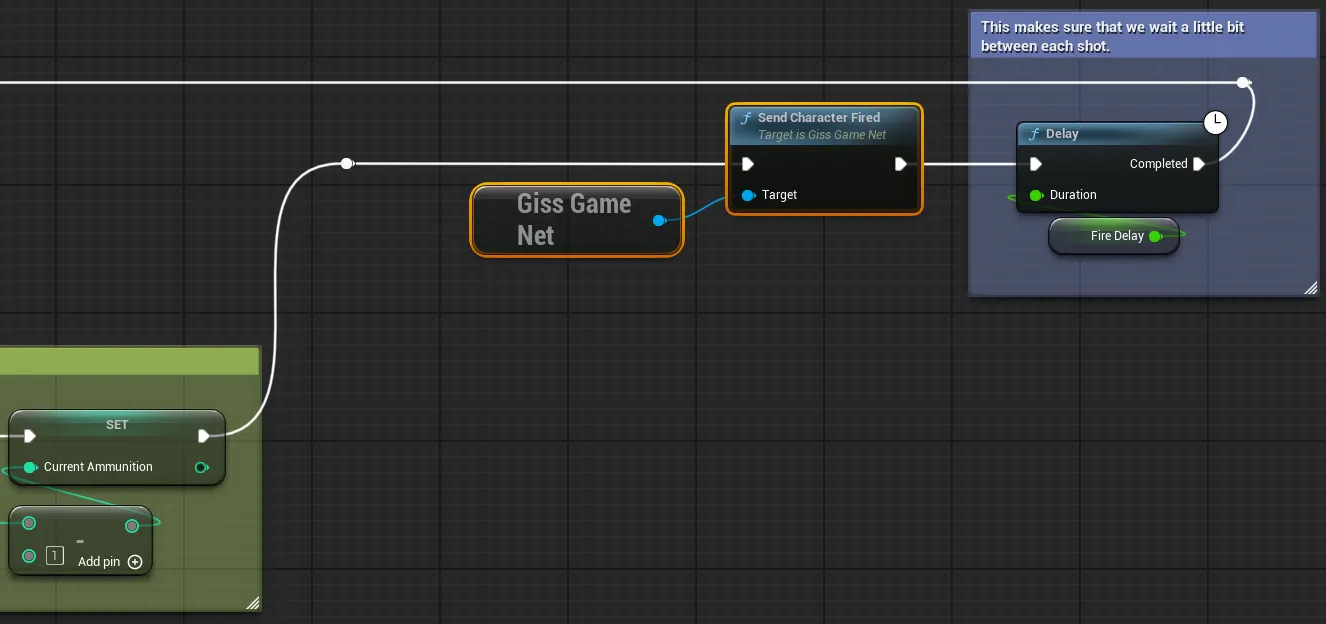 This makes sure that we wait a little bit
between each shot.
Send Character Fired
Target is Giss Game Net
Target
Giss Game
Net
Delay
Completed
Duration
Fire Delay
SET
Current Ammunition
-
1
Add pin